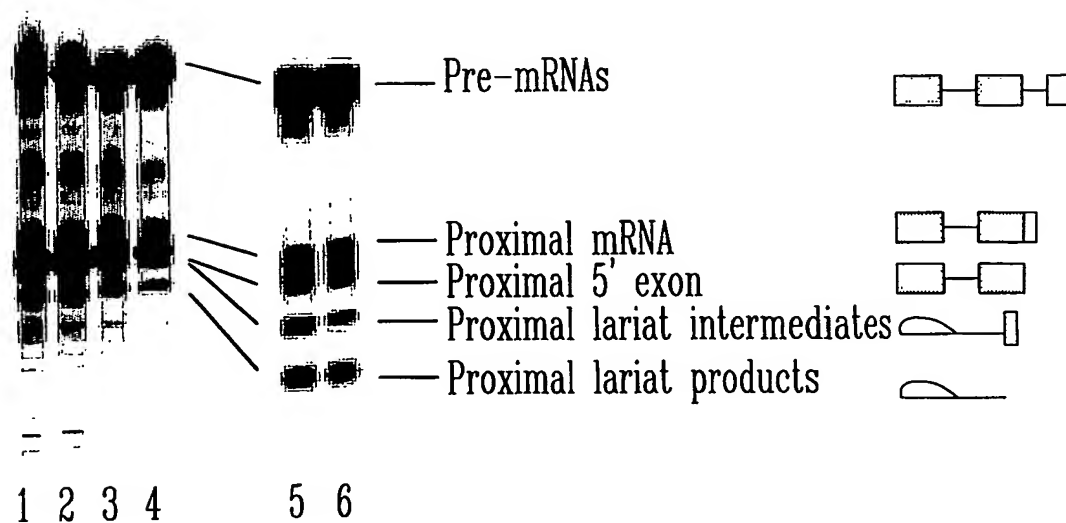 Pre-mRNAs
Proximal mRNA
Proximal 5' exon
Proximal lariat intermediates
Proximal lariat products
1 2 3 4 5 6